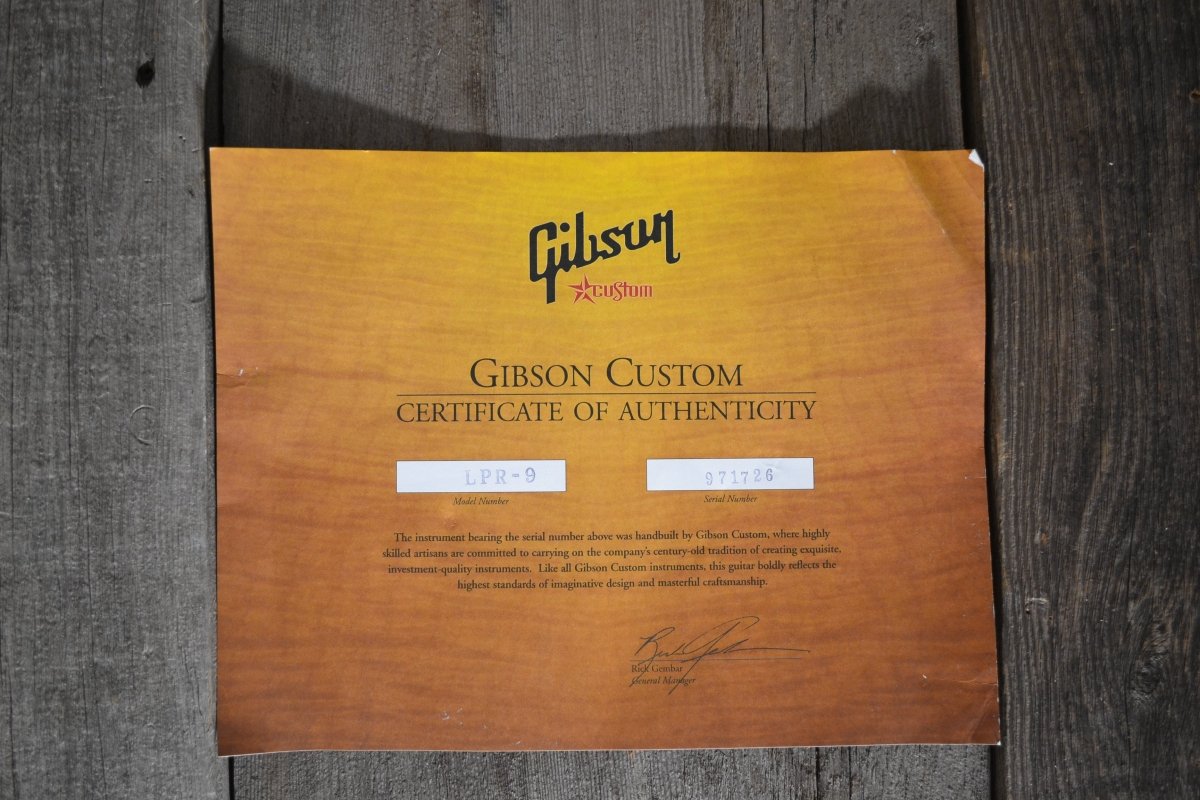 Gibson
custom
GIBSON CUSTOM
CERTIFICATE OF AUTHENTICITY
LPR-9 971726
Model Number Serial Number
The instrument bearing the serial number above was handbuilt by Gibson Custom, where highly
skilled artisans are committed to carrying on the company's century-old tradition of creating exquisite,
investment-quality instruments. Like all Gibson Custom instruments, this guitar boldly reflects the
highest standards of imaginative design and masterful craftsmanship.
Rick Gembar
General Manager